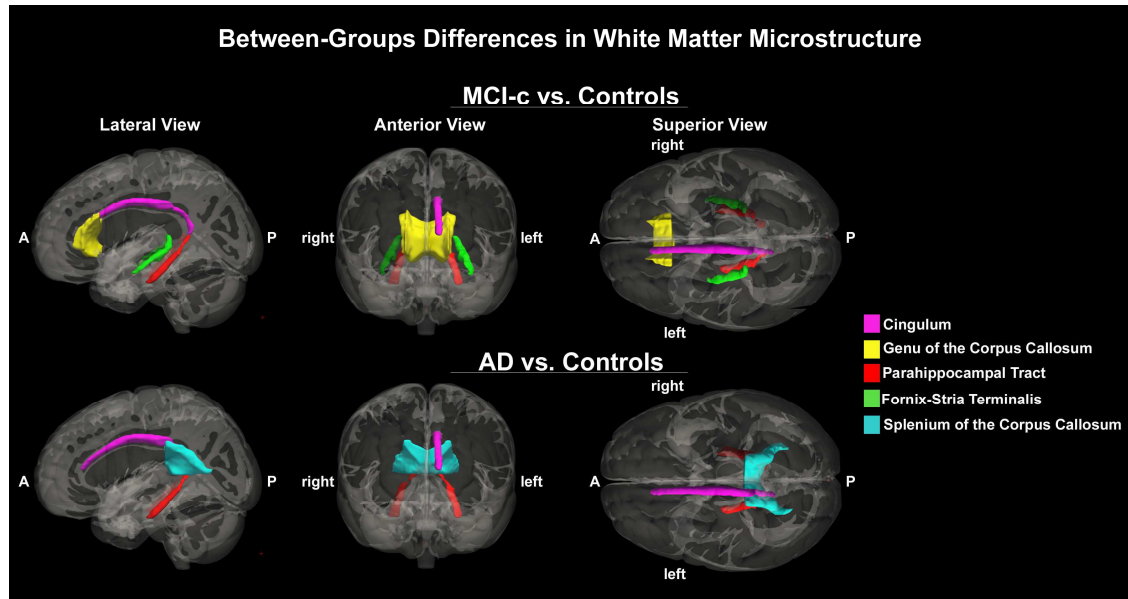 Between-Groups Differences in White Matter Microstructure
MCI-c vs. Controls
Lateral View
Anterior View
Superior View
right
A
P
right
left
A
P
left
Cingulum
Genu of the Corpus Callosum
Parahippocampal Tract
Fornix-Stria Terminalis
Splenium of the Corpus Callosum
AD vs. Controls
right
A
P
right
left
A
P
left